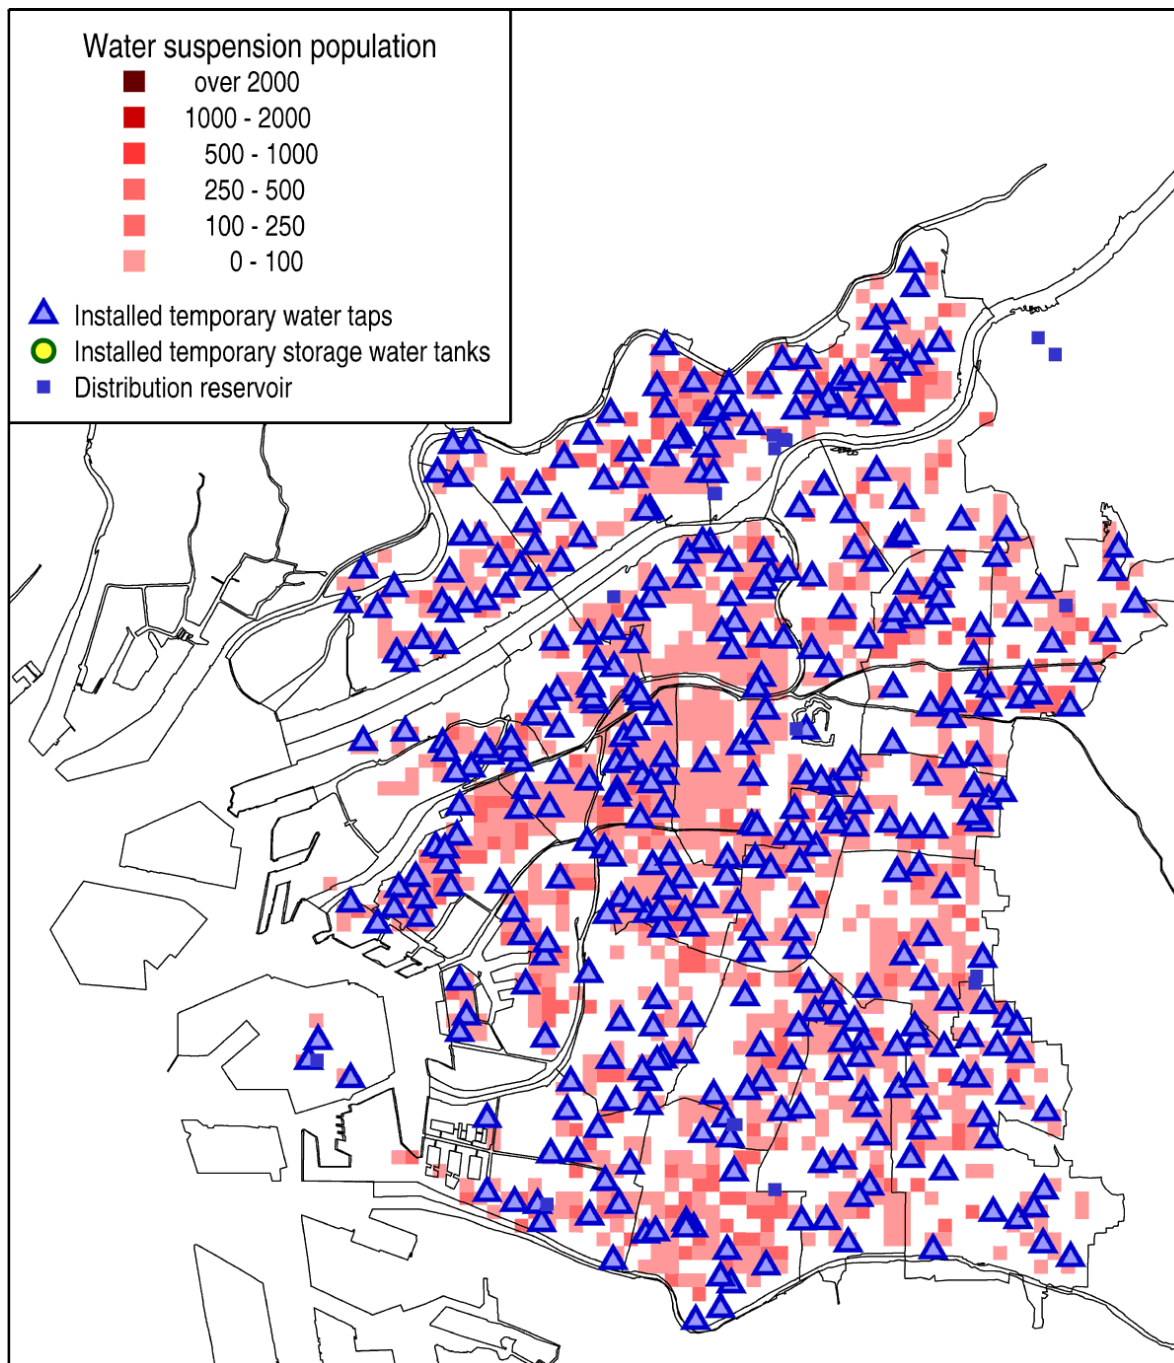 Water suspension population
over 2000
1000 - 2000
500 - 1000
250 - 500
100 - 250
0 - 100
Installed temporary water taps
Installed temporary storage water tanks
Distribution reservoir